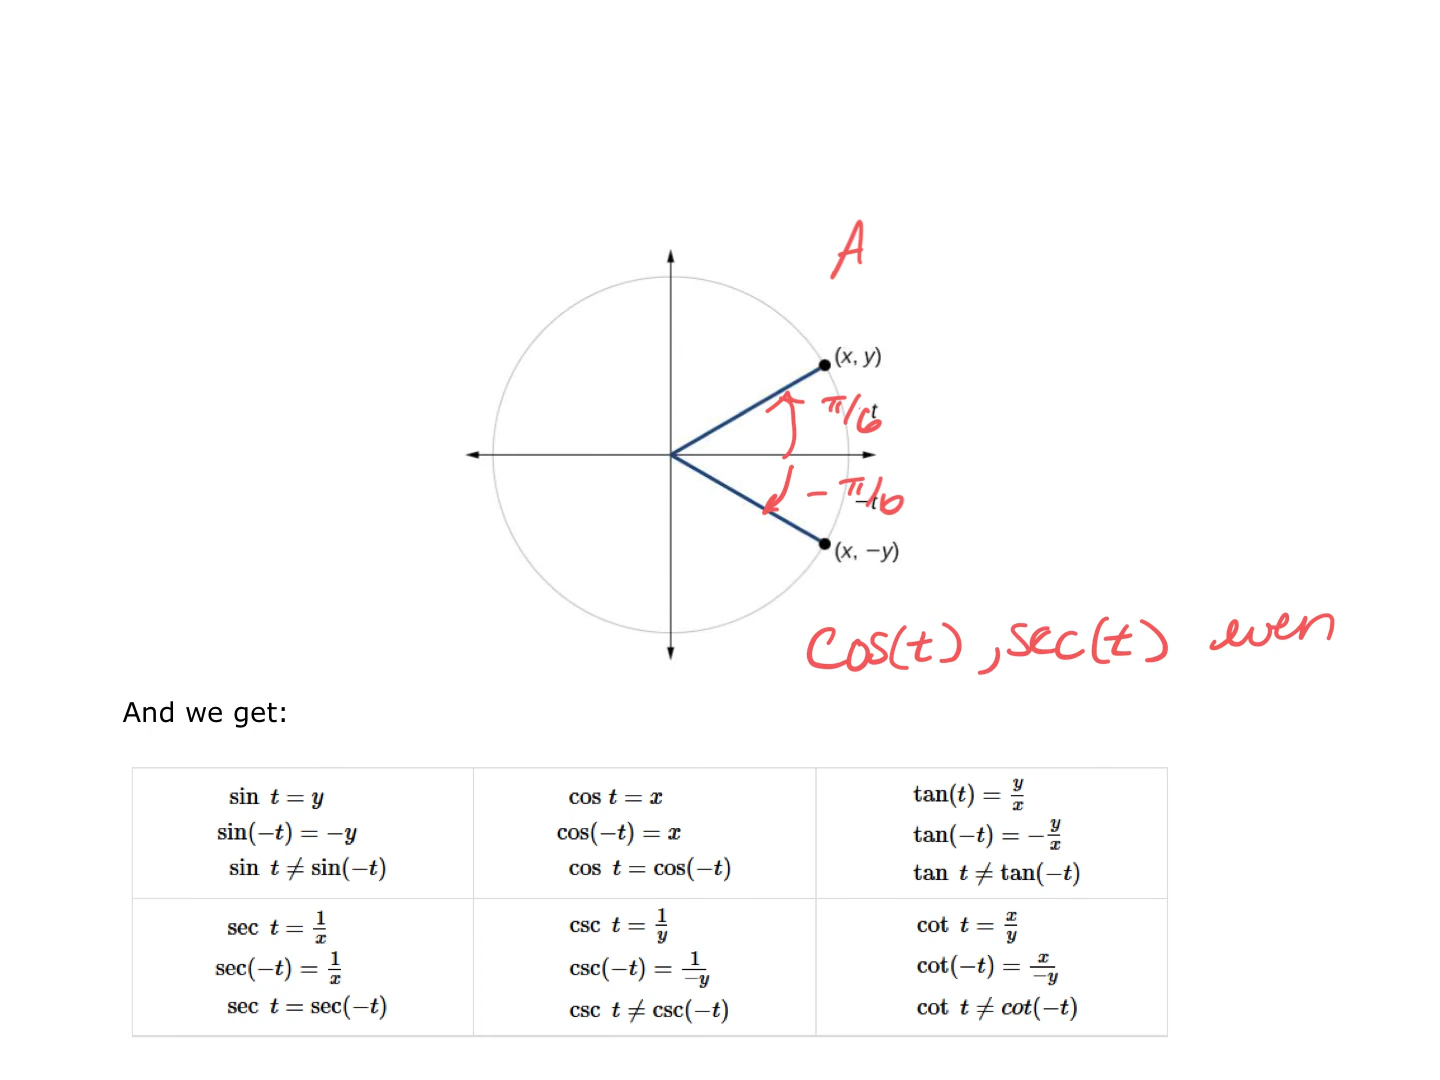 A
(x, y)
π/6
t
- π/6
−t
(x, −y)
cos(t), sec(t) even
And we get:
sin t = y
sin(−t) = −y
sin t ≠ sin(−t)
cos t = x
cos(−t) = x
cos t = cos(−t)
tan(t) = y/x
tan(−t) = −y/x
tan t ≠ tan(−t)
sec t = 1/x
sec(−t) = 1/x
sec t = sec(−t)
csc t = 1/y
csc(−t) = 1/−y
csc t ≠ csc(−t)
cot t = x/y
cot(−t) = x/−y
cot t ≠ cot(−t)